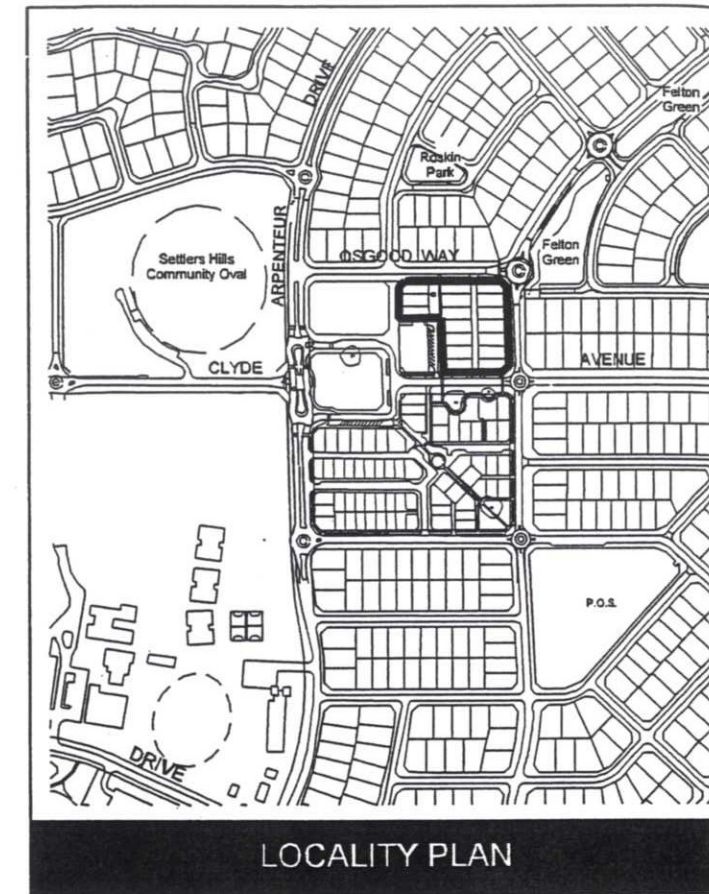 Felton
Green
DRIVE
Roskin
Park
ARPENTEUR
OSGOOD WAY
Felton
Green
Settlers Hills
Community Oval
CLYDE
AVENUE
P.O.S.
DRIVE
LOCALITY PLAN